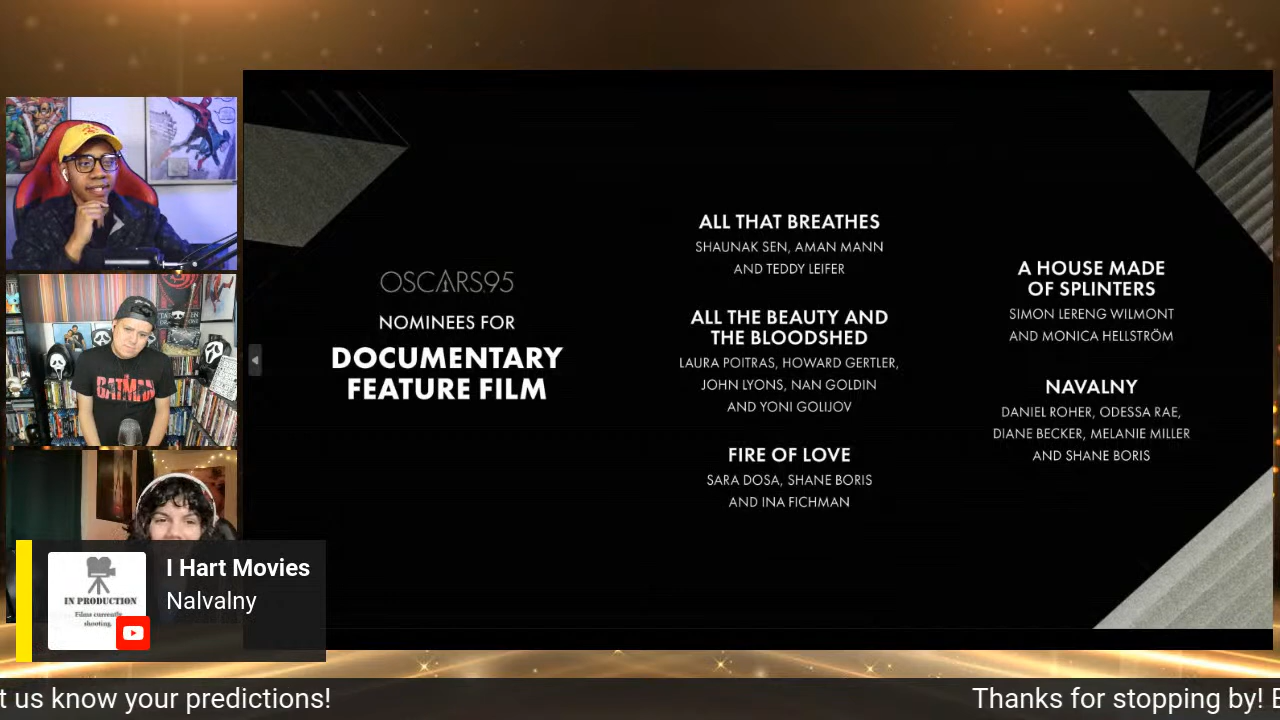 OSCARS95
NOMINEES FOR
DOCUMENTARY
FEATURE FILM
ALL THAT BREATHES
SHAUNAK SEN, AMAN MANN
AND TEDDY LEIFER
ALL THE BEAUTY AND
THE BLOODSHED
LAURA POITRAS, HOWARD GERTLER,
JOHN LYONS, NAN GOLDIN
AND YONI GOLIJOV
FIRE OF LOVE
SARA DOSA, SHANE BORIS
AND INA FICHMAN
A HOUSE MADE
OF SPLINTERS
SIMON LERENG WILMONT
AND MONICA HELLSTRÖM
NAVALNY
DANIEL ROHER, ODESSA RAE,
DIANE BECKER, MELANIE MILLER
AND SHANE BORIS
BATMAN
IN PRODUCTION
Films currently
shooting.
I Hart Movies
Nalvalny
t us know your predictions!
Thanks for stopping by! E